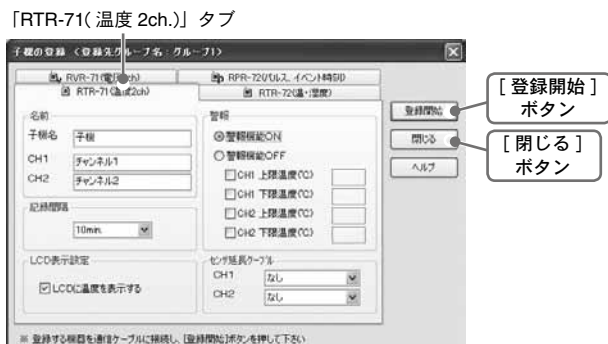 「RTR-71( 温度 2ch.)」タブ
子機の登録 <登録先グループ名:グループ1>
RVR-71(電圧2ch) RPR-72(パルス、イベント時刻)
RTR-71(温度2ch) RTR-72(温・湿度)
名前
子機名 子機
CH1 チャンネル1
CH2 チャンネル2
記録間隔
10min.
LCD表示設定
LCDに温度を表示する
警報
警報機能ON
警報機能OFF
CH1 上限温度(℃)
CH1 下限温度(℃)
CH2 上限温度(℃)
CH2 下限温度(℃)
センサ延長ケーブル
CH1 なし
CH2 なし
登録開始
閉じる
ヘルプ
[ 登録開始 ]
ボタン
[ 閉じる ]
ボタン
※ 登録する機器を通信ケーブルに接続し、[登録開始]ボタンを押して下さい